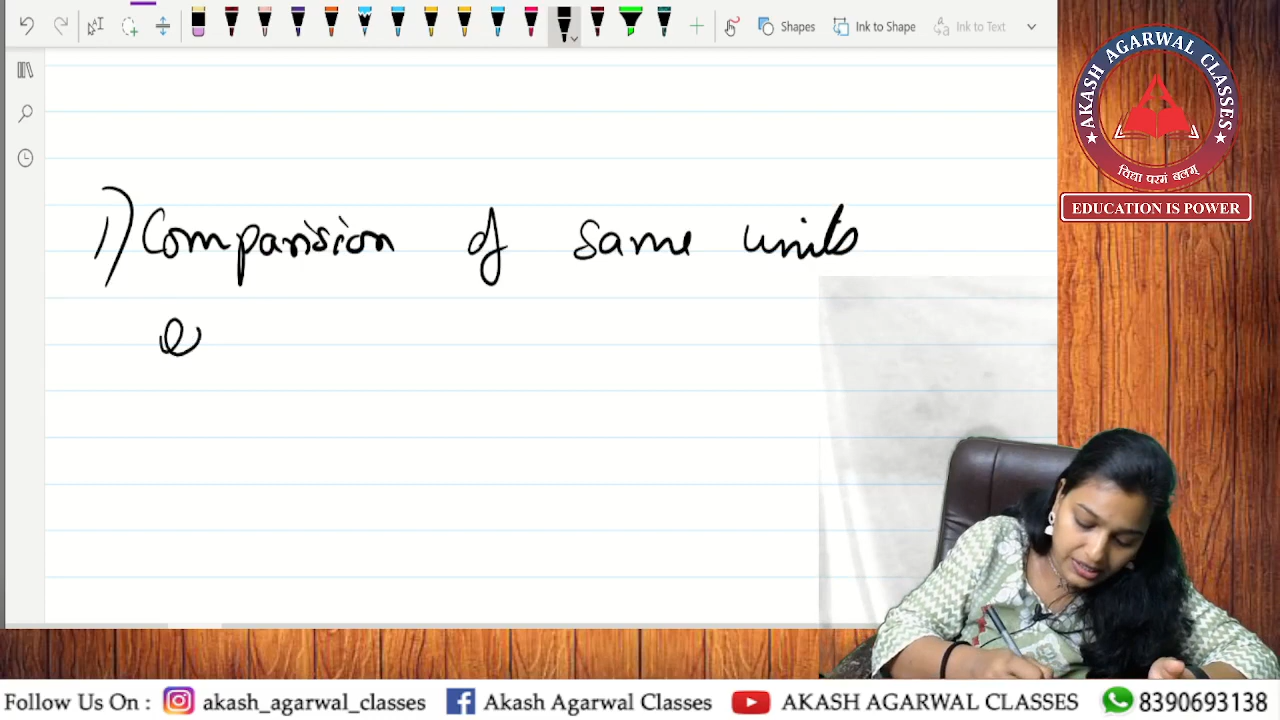 Shapes
Ink to Shape
Ink to Text
AKASH AGARWAL CLASSES
विद्या परमं बलम्
EDUCATION IS POWER
1) Comparision of same units
e
Follow Us On : akash_agarwal_classes Akash Agarwal Classes AKASH AGARWAL CLASSES 8390693138